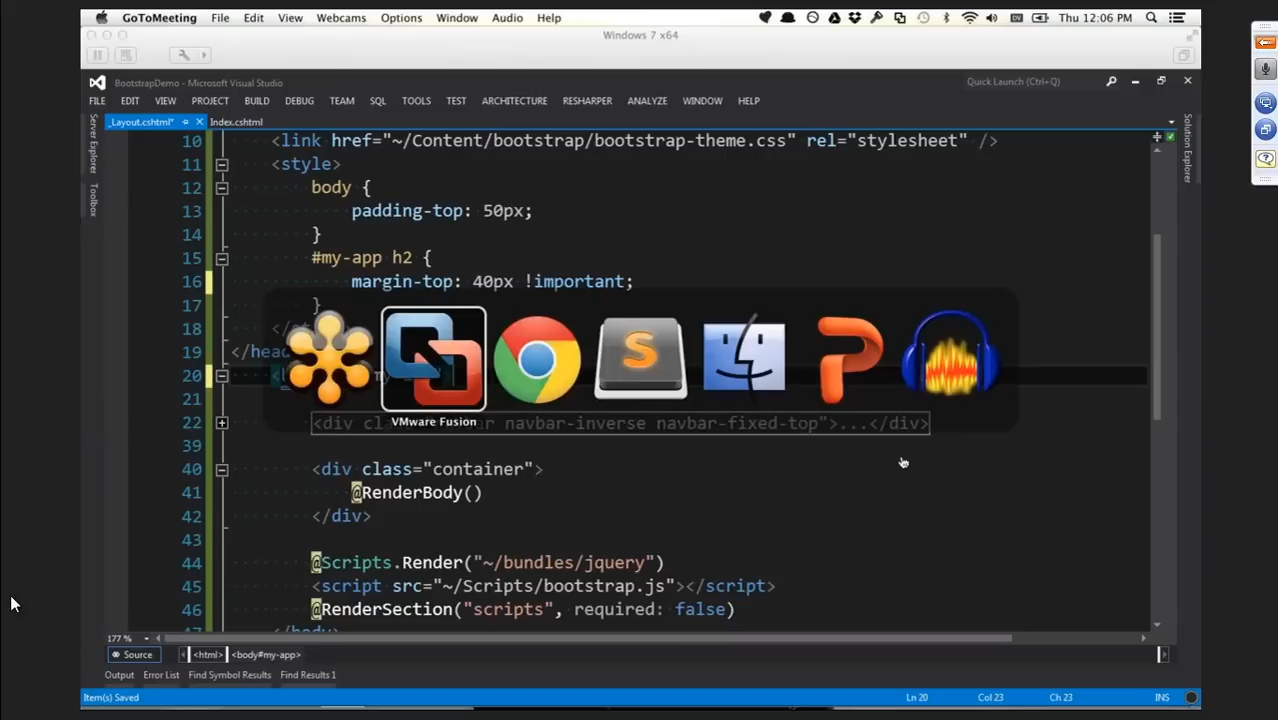 GoToMeeting File Edit View Webcams Options Window Audio Help Thu 12:06 PM
Windows 7 x64
BootstrapDemo - Microsoft Visual Studio Quick Launch (Ctrl+Q)
FILE EDIT VIEW PROJECT BUILD DEBUG TEAM SQL TOOLS TEST ARCHITECTURE RESHARPER ANALYZE WINDOW HELP
_Layout.cshtml* Index.cshtml
Server Explorer
Toolbox
Solution Explorer
10 <link href="~/Content/bootstrap/bootstrap-theme.css" rel="stylesheet" />
11 <style>
12 body {
13 padding-top: 50px;
14 }
15 #my-app h2 {
16 margin-top: 40px !important;
17 }
18
19 </head
20
21
22 <div navbar-inverse navbar-fixed-top">...</div>
39
40 <div class="container">
41 @RenderBody()
42 </div>
43
44 @Scripts.Render("~/bundles/jquery")
45 <script src="~/Scripts/bootstrap.js"></script>
46 @RenderSection("scripts", required: false)
VMware Fusion
177 %
Source <html> <body#my-app>
Output Error List Find Symbol Results Find Results 1
Item(s) Saved Ln 20 Col 23 Ch 23 INS